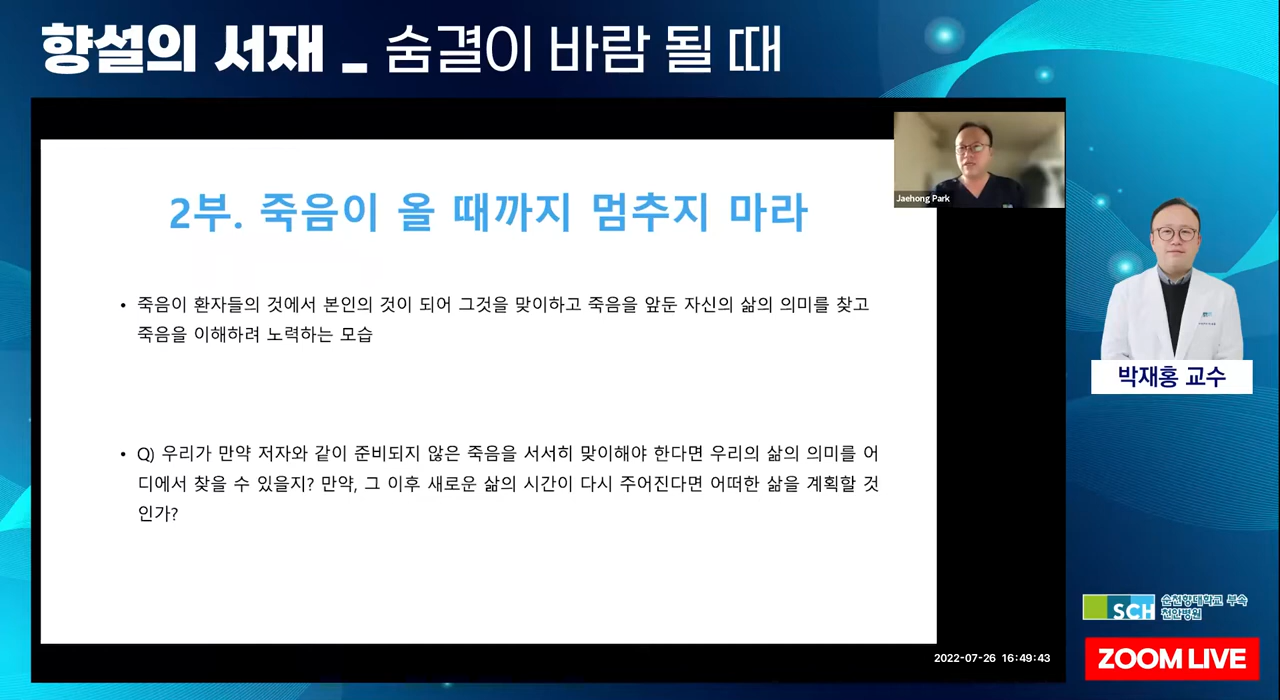 향설의 서재 _ 숨결이 바람 될 때
Jaehong Park
2부. 죽음이 올 때까지 멈추지 마라
• 죽음이 환자들의 것에서 본인의 것이 되어 그것을 맞이하고 죽음을 앞둔 자신의 삶의 의미를 찾고
죽음을 이해하려 노력하는 모습
• Q) 우리가 만약 저자와 같이 준비되지 않은 죽음을 서서히 맞이해야 한다면 우리의 삶의 의미를 어
디에서 찾을 수 있을지? 만약, 그 이후 새로운 삶의 시간이 다시 주어진다면 어떠한 삶을 계획할 것
인가?
박재홍 교수
SCH
순천향대학교 부속
천안병원
2022-07-26 16:49:43
ZOOM LIVE